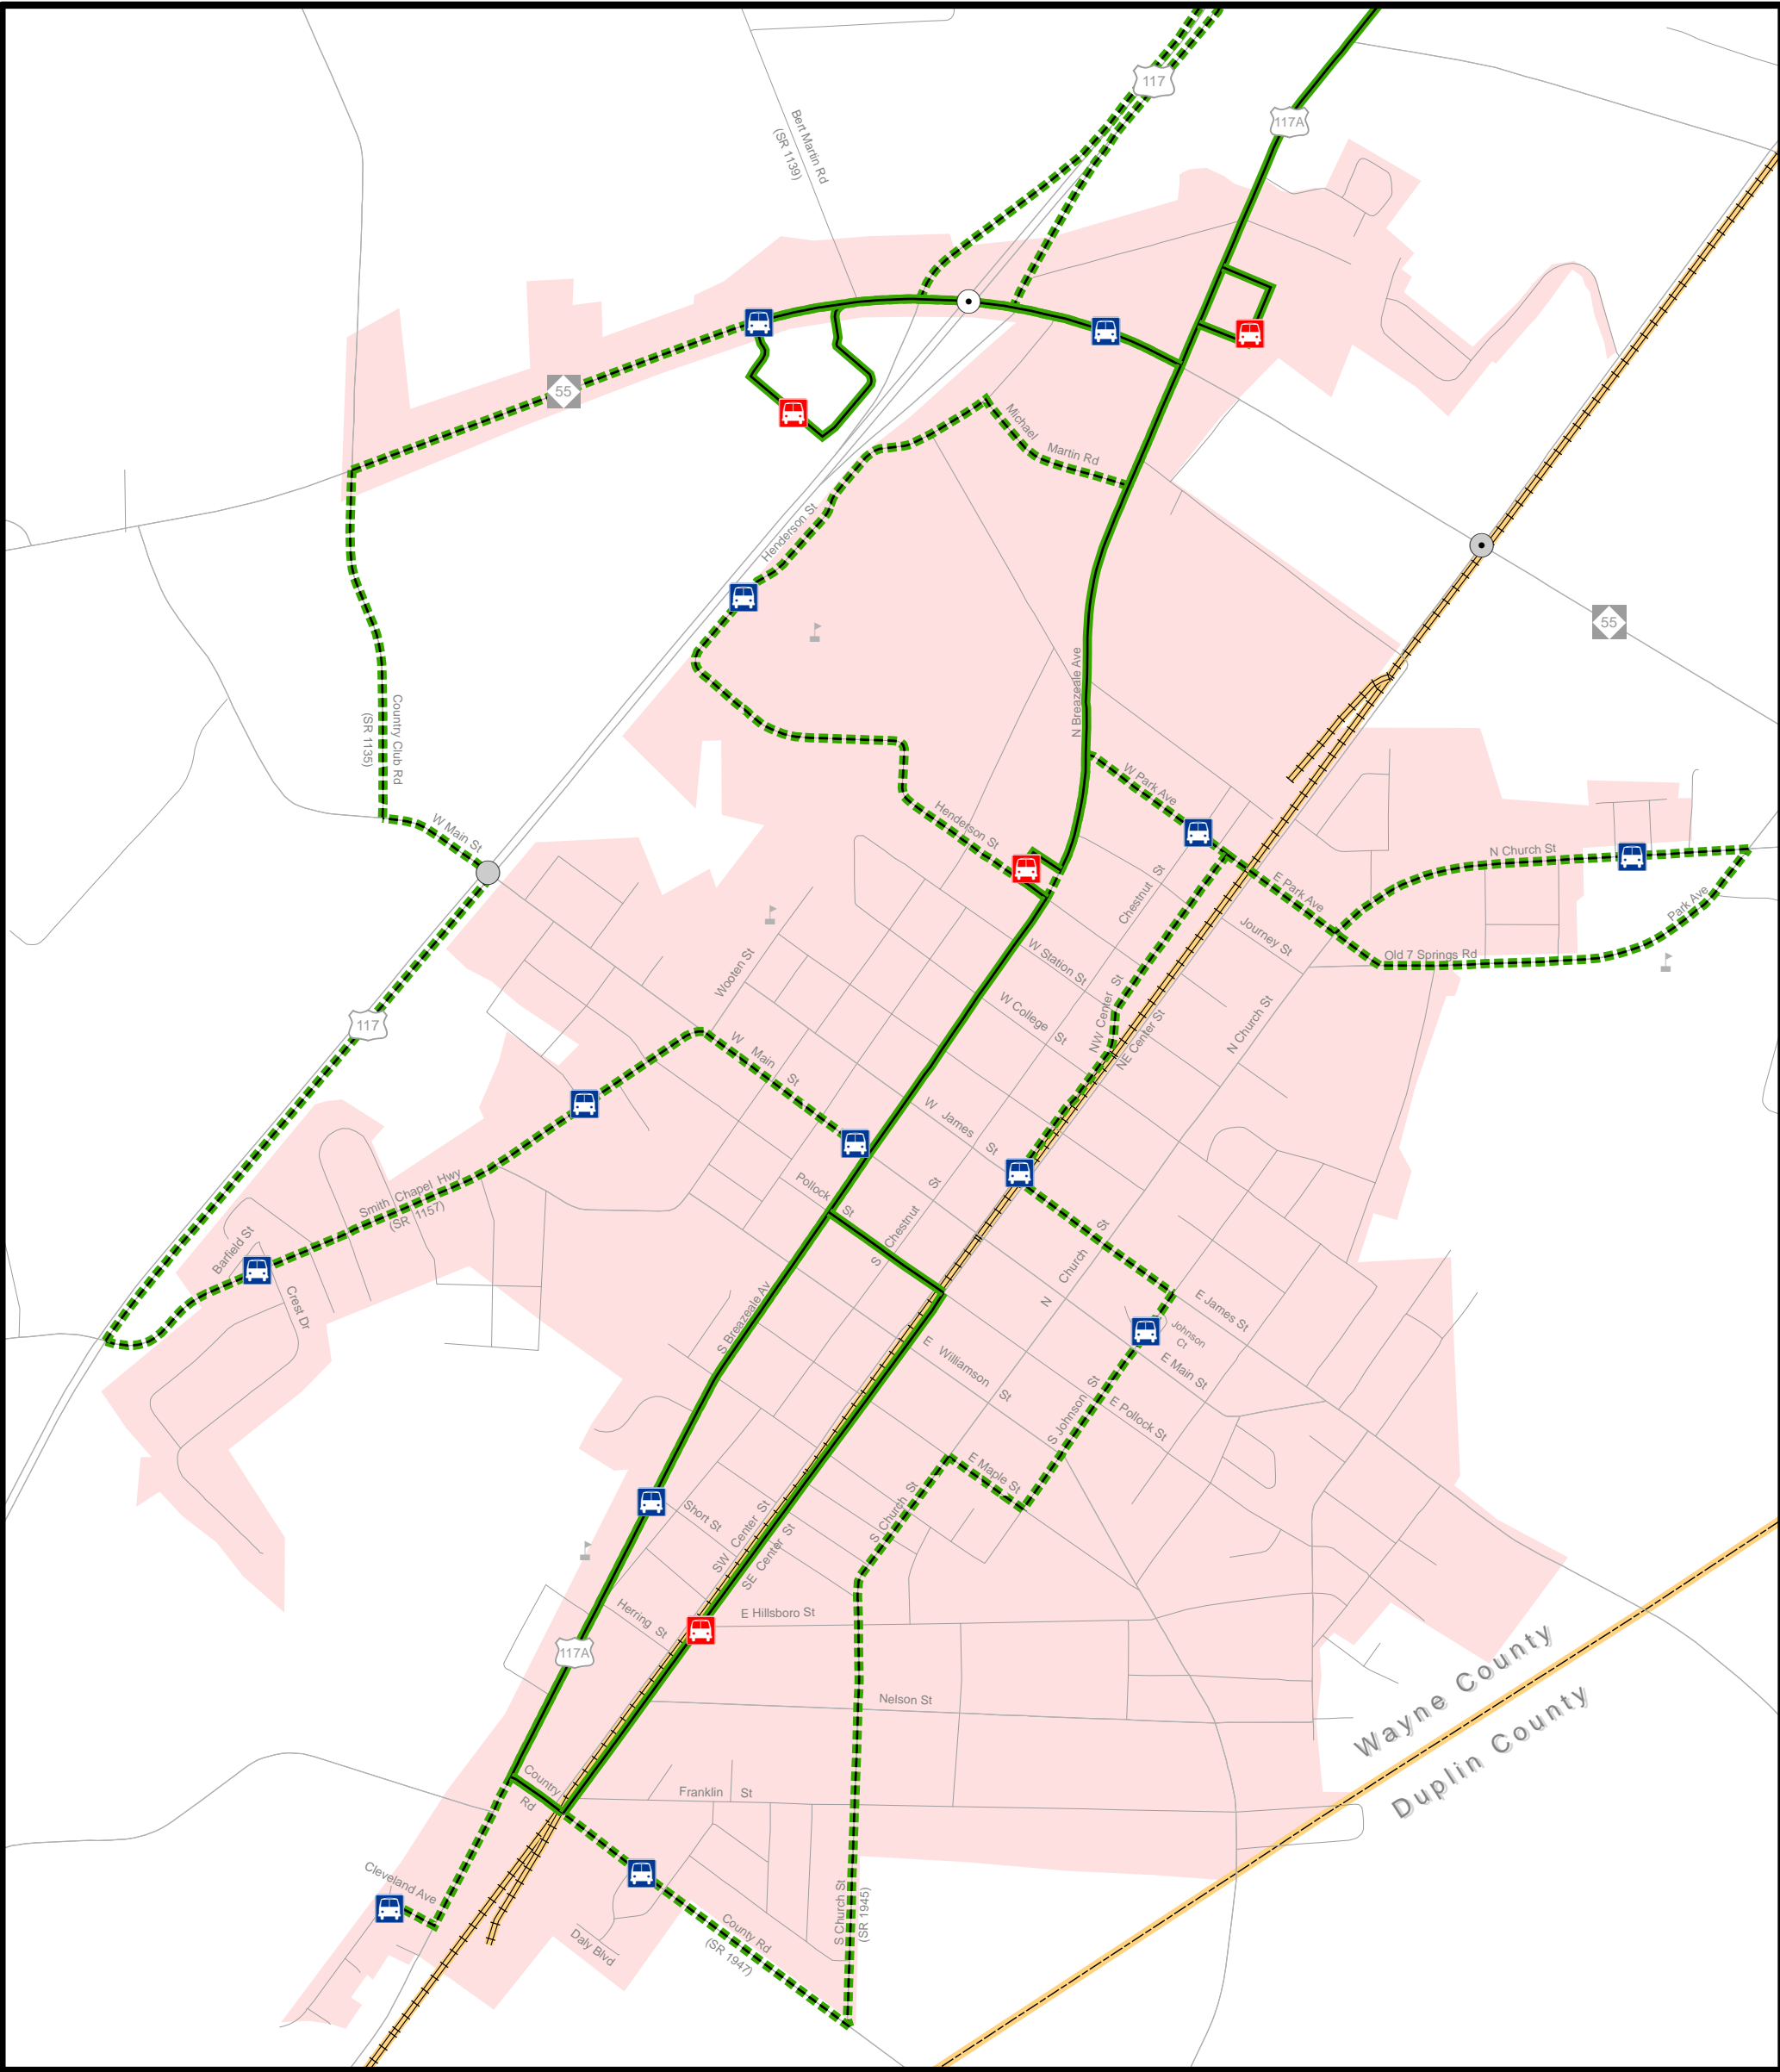 117
117A
Bert Martin Rd
(SR 1139)
55
Michael Martin Rd
Henderson St
55
N Breazeale Ave
Country Club Rd
(SR 1135)
W Main St
W Park Ave
Henderson St
N Church St
E Park Ave
Park Ave
Chestnut St
Journey St
Old 7 Springs Rd
W Station St
Wooten St
W College St
NW Center St
NE Center St
N Church St
117
W Main St
W James St
Smith Chapel Hwy
(SR 1157)
Pollock St
Barfield St
S Chestnut St
N Church St
Crest Dr
E James St
S Breazeale Av
Johnson Ct
E Main St
E Williamson St
E Pollock St
S Johnson St
E Maple St
S Church St
Short St
SW Center St
SE Center St
Herring St
E Hillsboro St
117A
Wayne County
Nelson St
Duplin County
Country Rd
Franklin St
Cleveland Ave
S Church St
(SR 1945)
County Rd
(SR 1947)
Daly Blvd